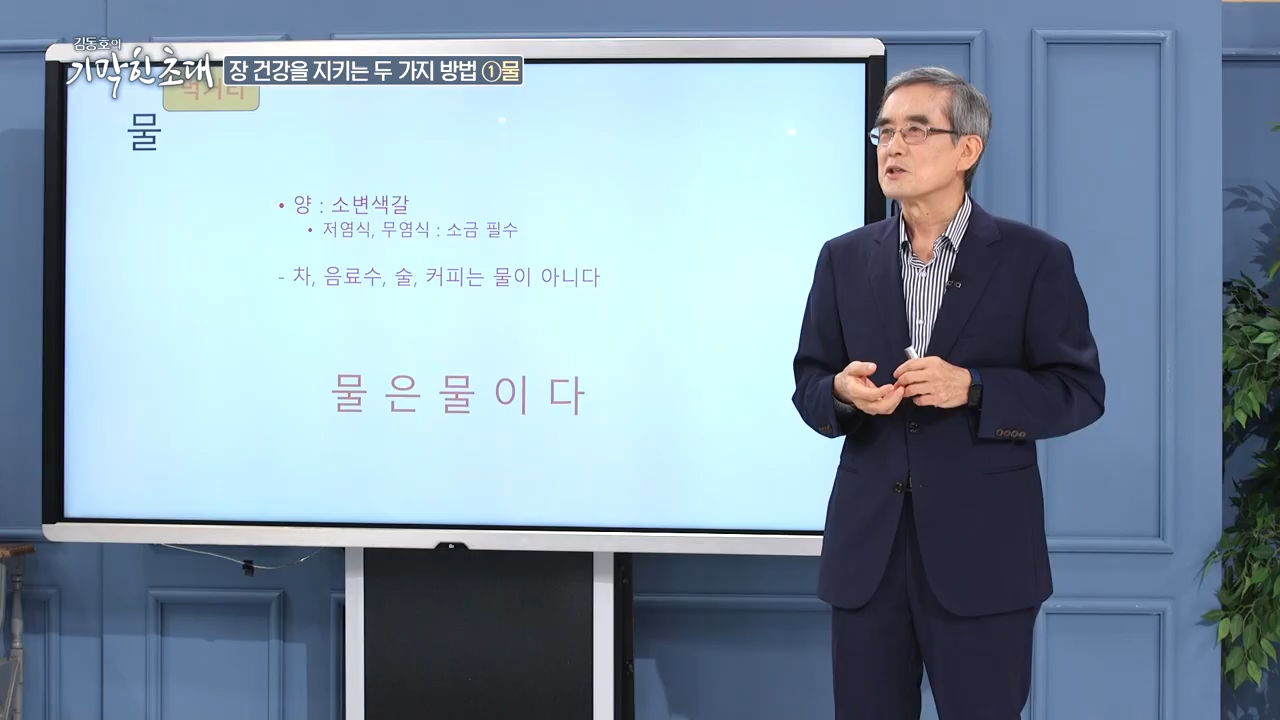 김동호의
기막힌초대
장 건강을 지키는 두 가지 방법 ①물
먹거리
물
• 양 : 소변색갈
• 저염식, 무염식 : 소금 필수
- 차, 음료수, 술, 커피는 물이 아니다
물 은 물 이 다